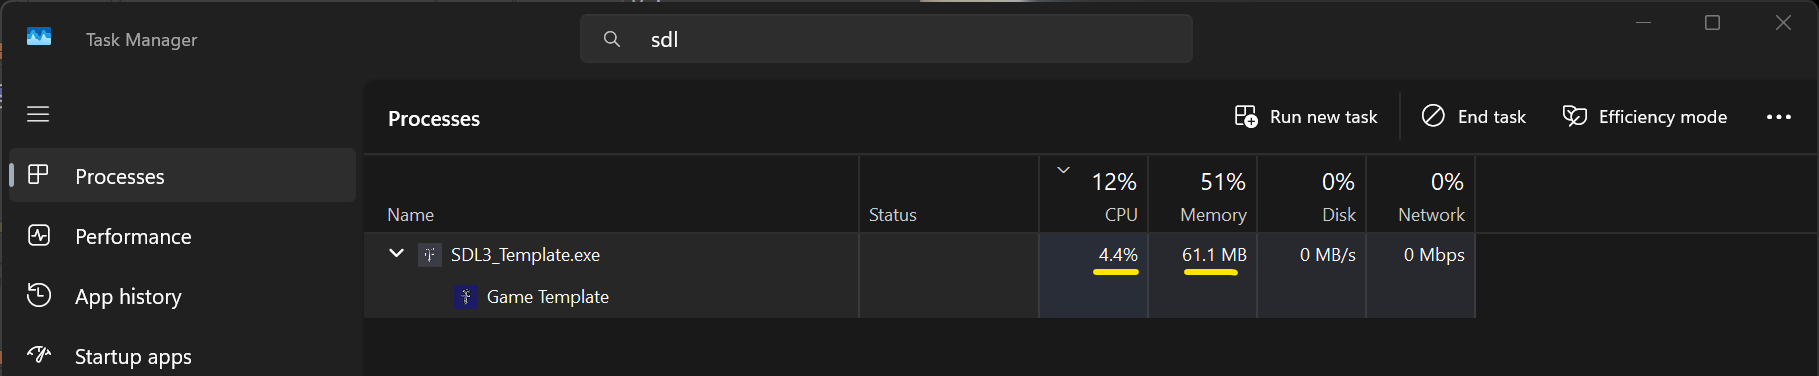 Task Manager
sdl
Processes
Run new task
End task
Efficiency mode
Processes
Performance
App history
Startup apps
12% 51% 0% 0%
Name Status CPU Memory Disk Network
SDL3_Template.exe 4.4% 61.1 MB 0 MB/s 0 Mbps
Game Template